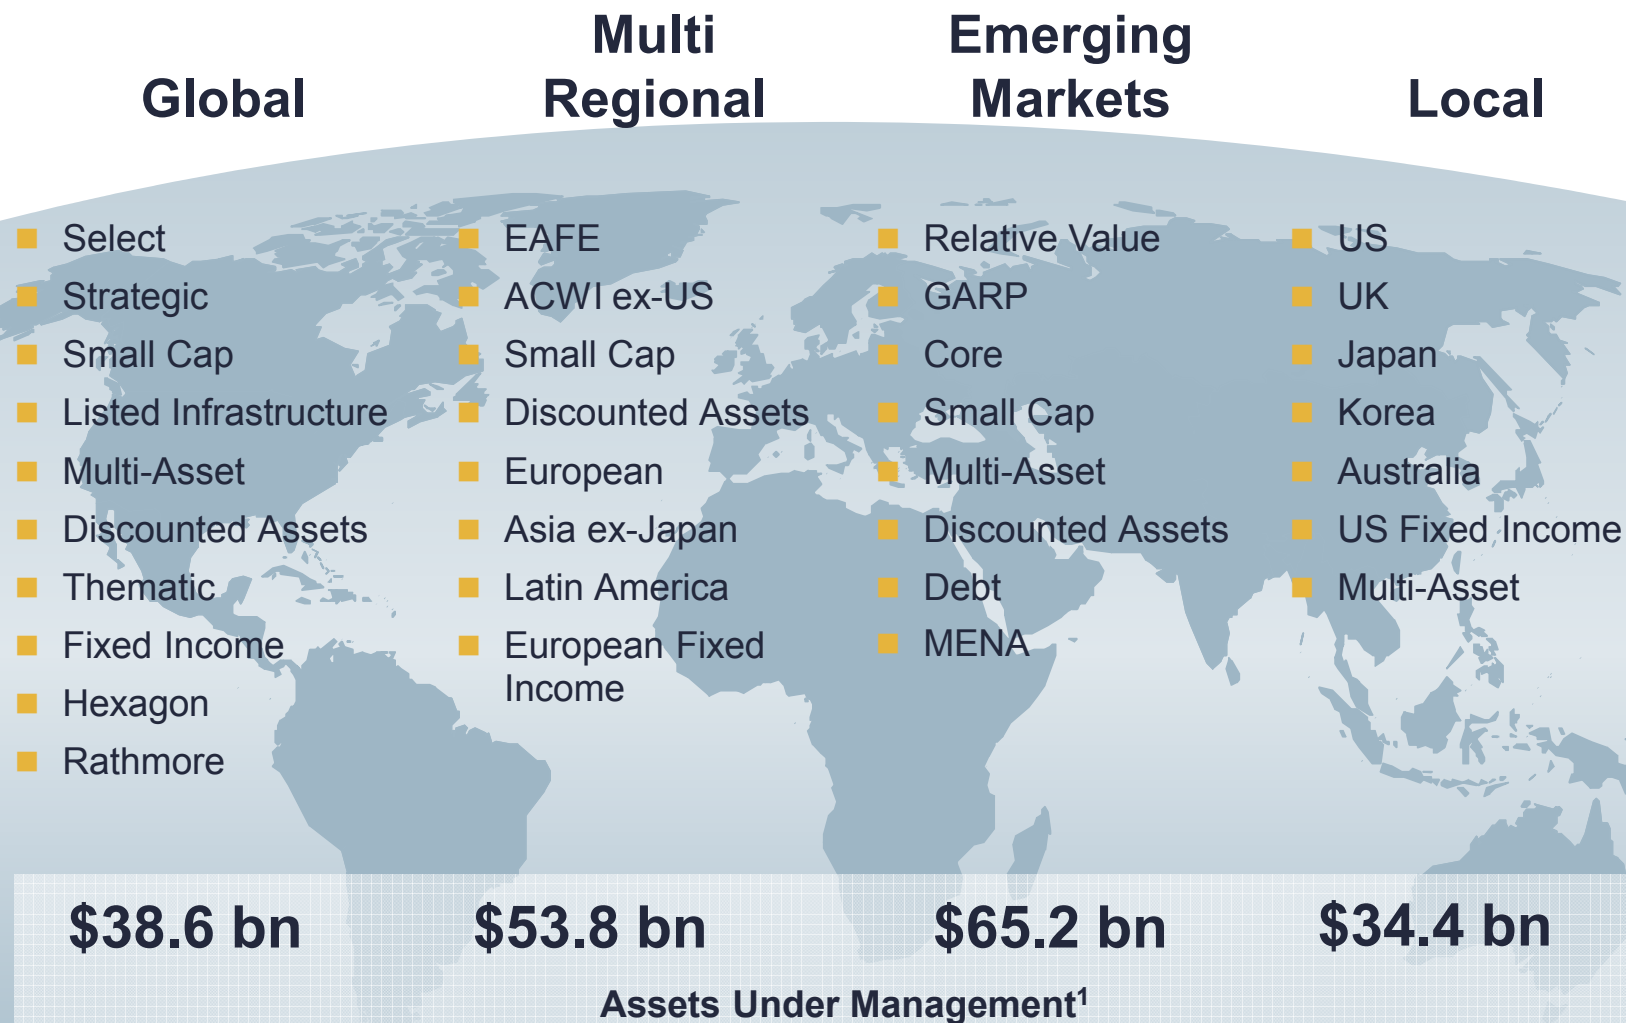 Global
Multi
Regional
Emerging
Markets
Local
Select
Strategic
Small Cap
Listed Infrastructure
Multi-Asset
Discounted Assets
Thematic
Fixed Income
Hexagon
Rathmore
EAFE
ACWI ex-US
Small Cap
Discounted Assets
European
Asia ex-Japan
Latin America
European Fixed
Income
Relative Value
GARP
Core
Small Cap
Multi-Asset
Discounted Assets
Debt
MENA
US
UK
Japan
Korea
Australia
US Fixed Income
Multi-Asset
$38.6 bn
$53.8 bn
$65.2 bn
$34.4 bn
Assets Under Management¹